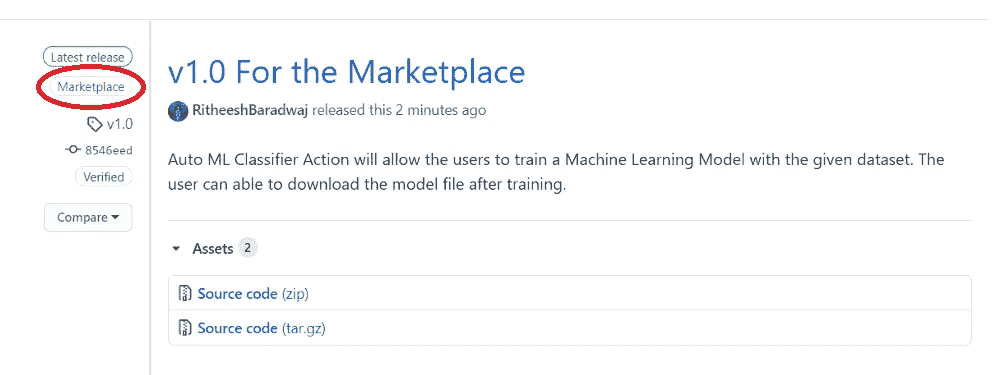 Latest release
Marketplace
v1.0
8546eed
Verified
Compare
v1.0 For the Marketplace
RitheeshBaradwaj released this 2 minutes ago
Auto ML Classifier Action will allow the users to train a Machine Learning Model with the given dataset. The
user can able to download the model file after training.
Assets 2
Source code (zip)
Source code (tar.gz)